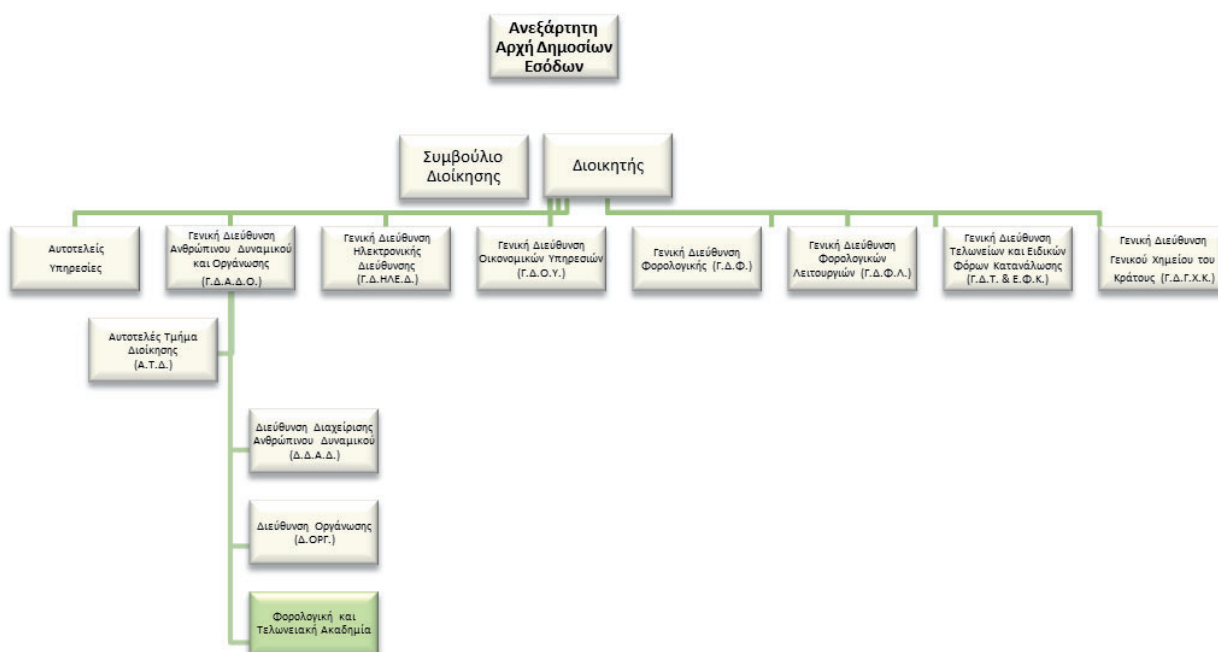 Ανεξάρτητη
Αρχή Δημοσίων
Εσόδων
Συμβούλιο
Διοίκησης
Διοικητής
Αυτοτελείς
Υπηρεσίες
Γενική Διεύθυνση
Ανθρώπινου Δυναμικού
και Οργάνωσης
(Γ.Δ.Α.Δ.Ο.)
Γενική Διεύθυνση
Ηλεκτρονικής
Διεύθυνσης
(Γ.Δ.ΗΛΕ.Δ.)
Γενική Διεύθυνση
Οικονομικών Υπηρεσιών
(Γ.Δ.Ο.Υ.)
Γενική Διεύθυνση
Φορολογικής (Γ.Δ.Φ.)
Γενική Διεύθυνση
Φορολογικών
Λειτουργιών (Γ.Δ.Φ.Λ.)
Γενική Διεύθυνση
Τελωνείων και Ειδικών
Φόρων Κατανάλωσης
(Γ.Δ.Τ. & Ε.Φ.Κ.)
Γενική Διεύθυνση
Γενικού Χημείου του
Κράτους (Γ.Δ.Γ.Χ.Κ.)
Αυτοτελές Τμήμα
Διοίκησης
(Α.Τ.Δ.)
Διεύθυνση Διαχείρισης
Ανθρώπινου Δυναμικού
(Δ.Δ.Α.Δ.)
Διεύθυνση Οργάνωσης
(Δ.ΟΡΓ.)
Φορολογική και
Τελωνειακή Ακαδημία